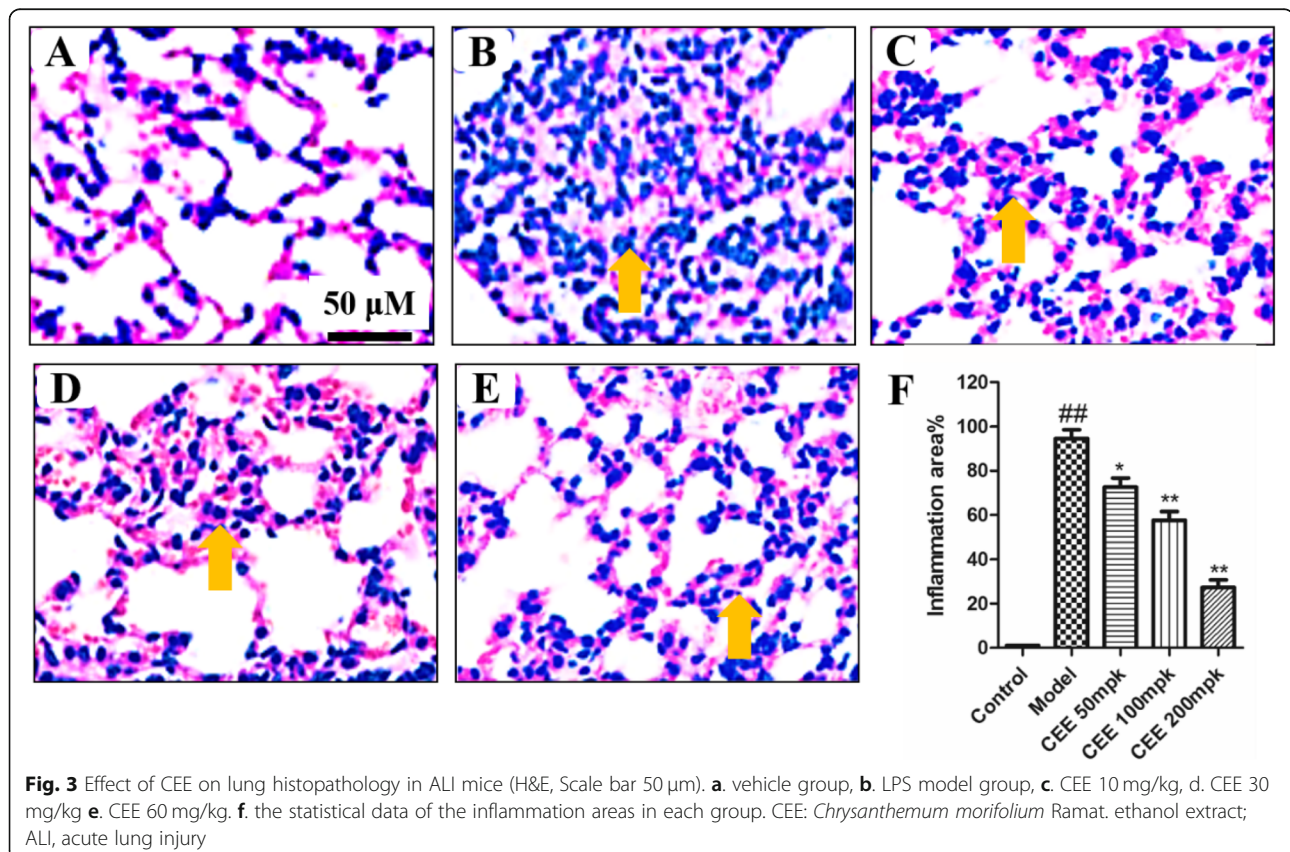 A
B
C
50 μM
D
E
F
Inflammation area%
120
100
80
60
40
20
0
##
*
**
**
Control
Model
CEE 50mpk
CEE 100mpk
CEE 200mpk
Fig. 3 Effect of CEE on lung histopathology in ALI mice (H&E, Scale bar 50 μm). a. vehicle group, b. LPS model group, c. CEE 10 mg/kg, d. CEE 30
mg/kg e. CEE 60 mg/kg. f. the statistical data of the inflammation areas in each group. CEE: Chrysanthemum morifolium Ramat. ethanol extract;
ALI, acute lung injury